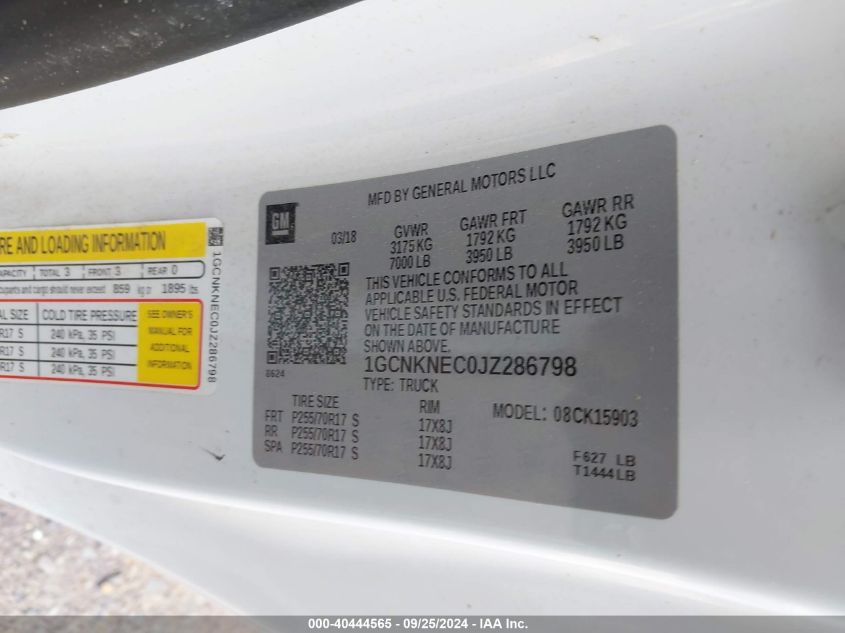 RE AND LOADING INFORMATION
CAPACITY TOTAL 3 FRONT 3 REAR 0
and cargo should never exceed 859 kg or 1895 lbs.
SIZE COLD TIRE PRESSURE SEE OWNER'S
R17 S 240 kPa, 35 PSI MANUAL FOR
R17 S 240 kPa, 35 PSI ADDITIONAL
R17 S 240 kPa, 35 PSI INFORMATION
1GCNKNEC0JZ286798
MFD BY GENERAL MOTORS LLC
GM
03/18 GVWR GAWR FRT GAWR RR
3175 KG 1792 KG 1792 KG
7000 LB 3950 LB 3950 LB
THIS VEHICLE CONFORMS TO ALL
APPLICABLE U.S. FEDERAL MOTOR
VEHICLE SAFETY STANDARDS IN EFFECT
ON THE DATE OF MANUFACTURE
SHOWN ABOVE.
8624
1GCNKNEC0JZ286798
TYPE: TRUCK
TIRE SIZE RIM MODEL: 08CK15903
FRT P255/70R17 S 17X8J
RR P255/70R17 S 17X8J
SPA P255/70R17 S 17X8J
F627 LB
T1444LB
000-40444565 - 09/25/2024 - IAA Inc.